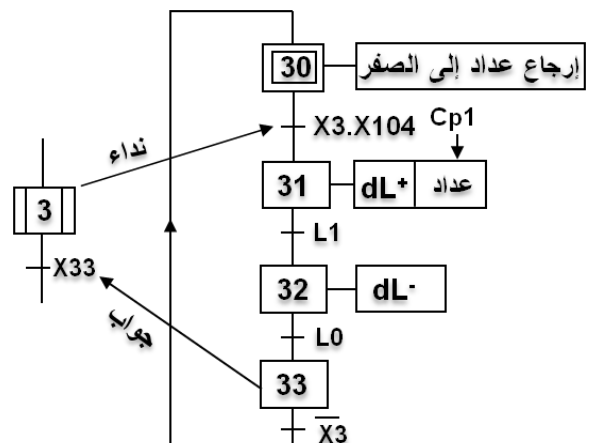 30
إرجاع عداد إلى الصفر
X3.X104
Cp1
نداء
31
dL⁺
عداد
3
L1
X33
32
dL⁻
جواب
L0
33
X̅3̅